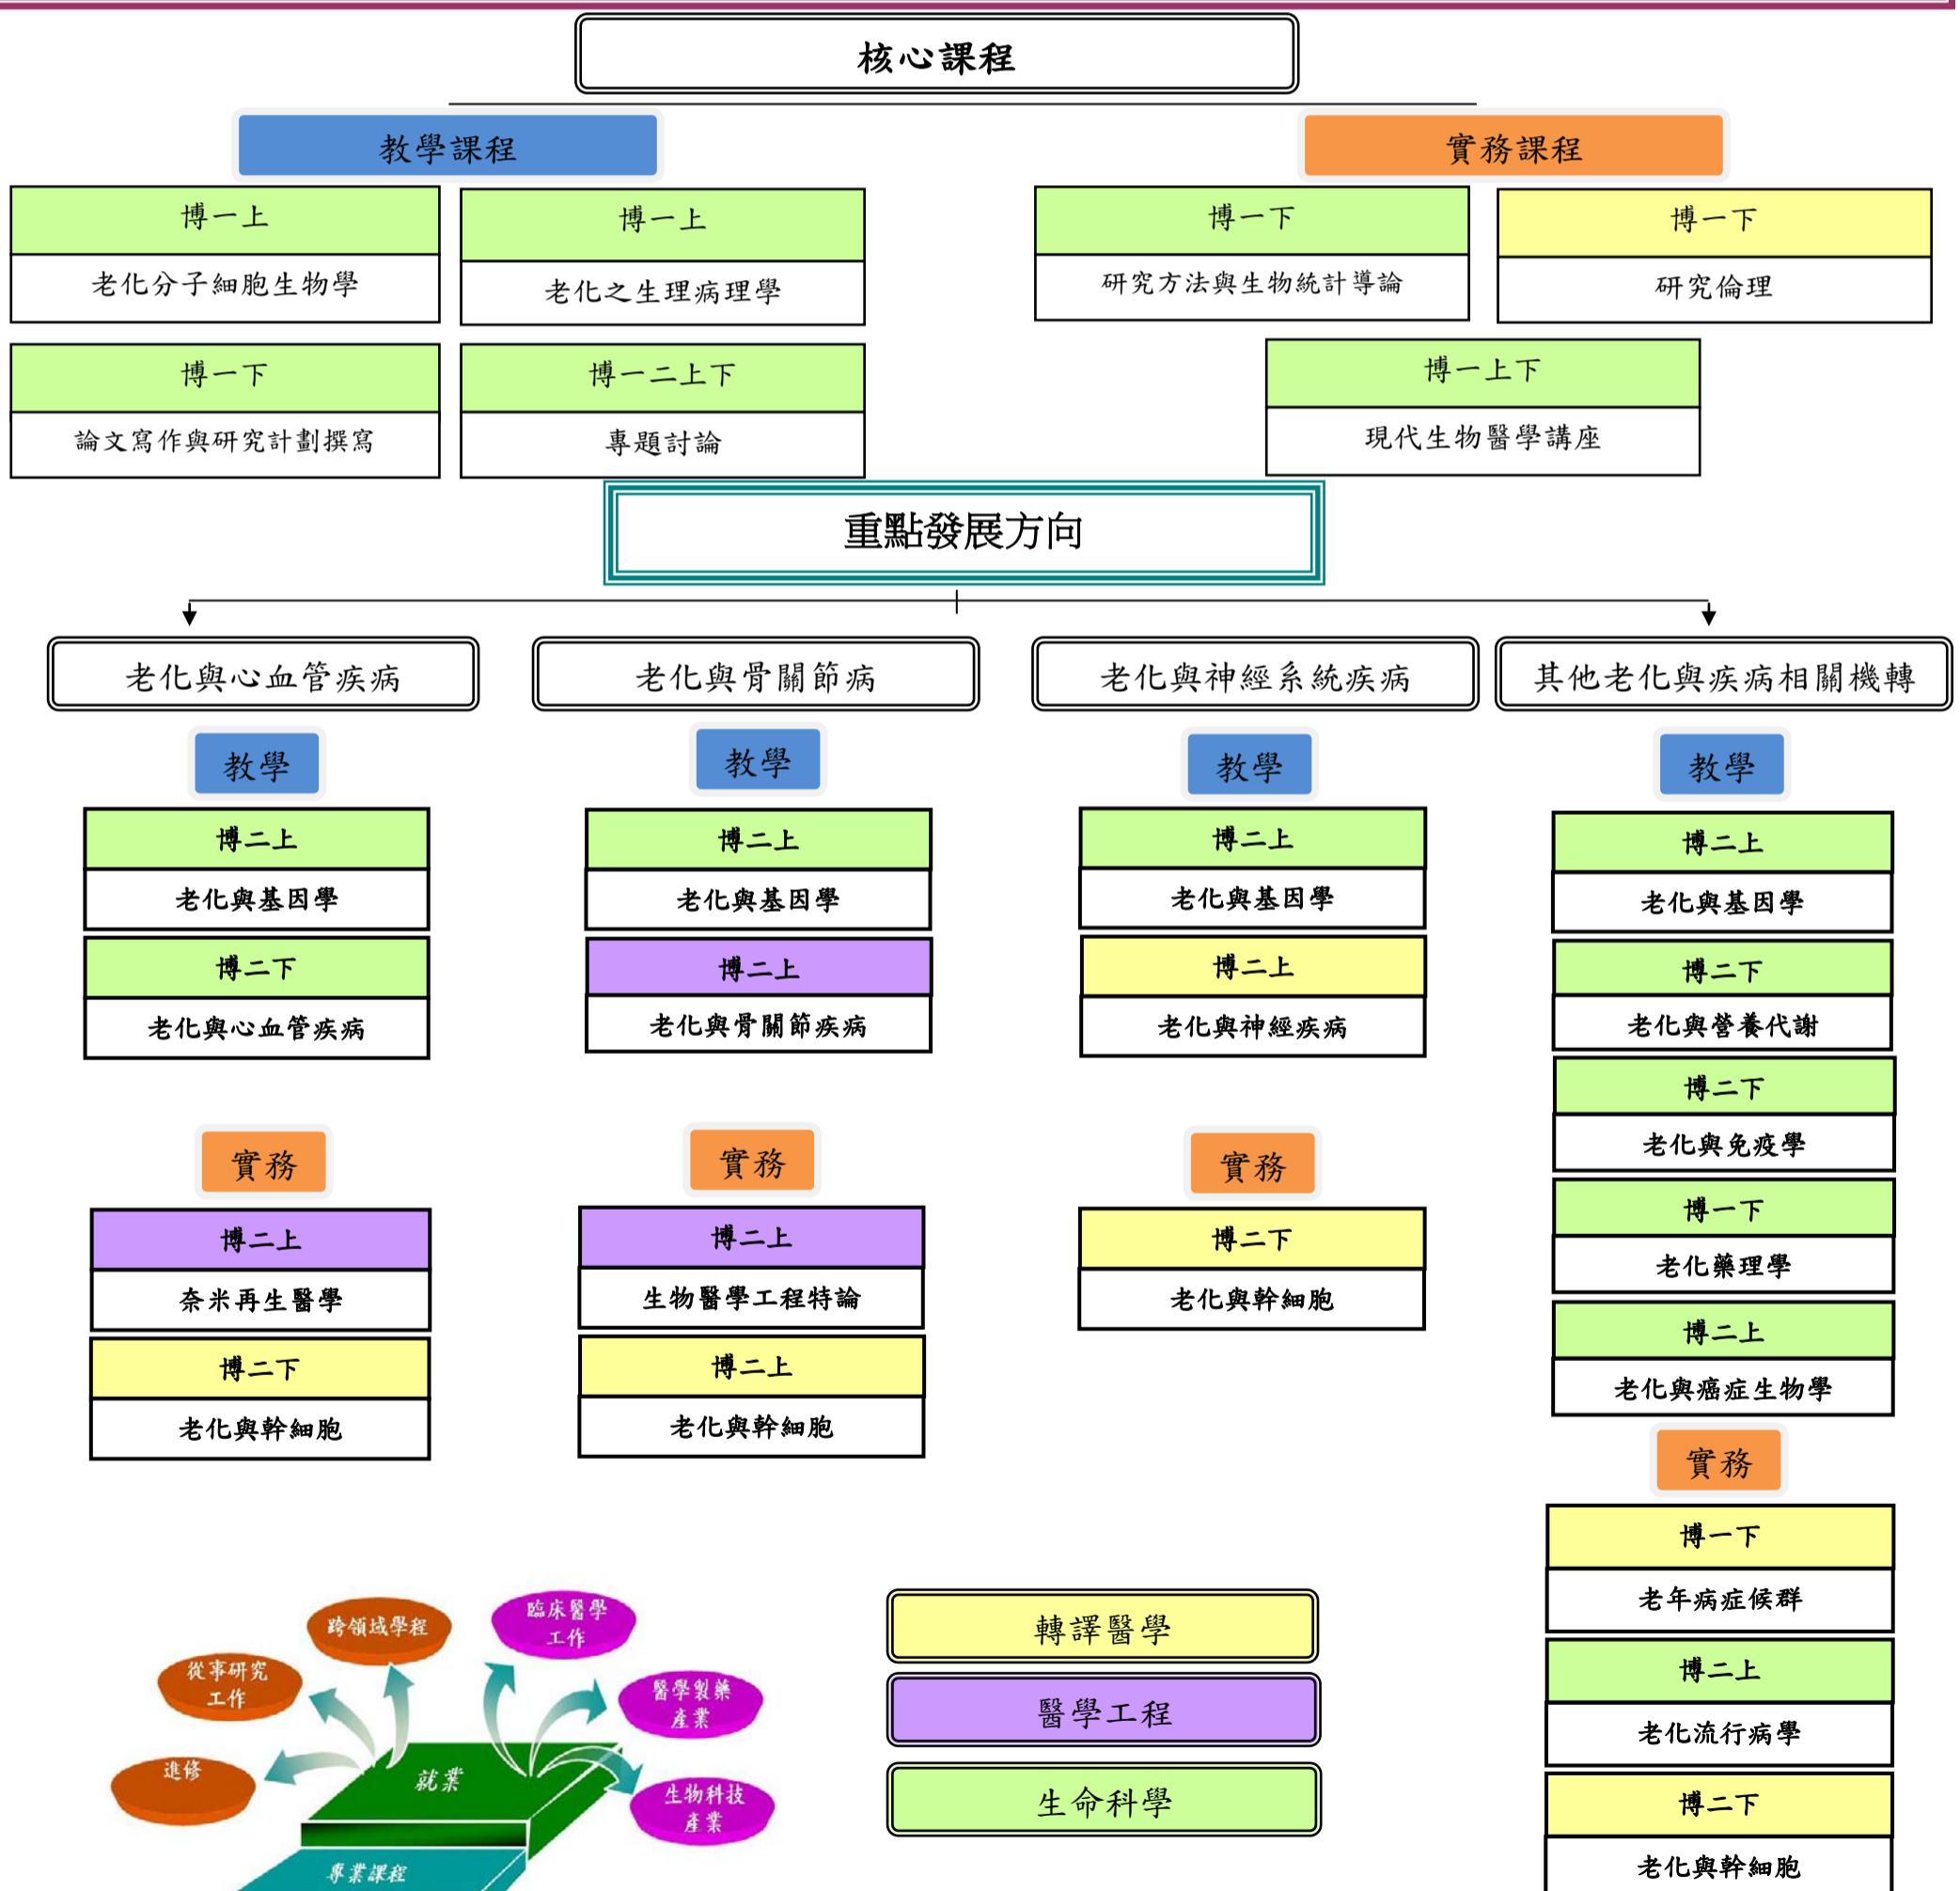 核心課程
教學課程
實務課程
博一上
老化分子細胞生物學
博一上
老化之生理病理學
博一下
研究方法與生物統計導論
博一下
研究倫理
博一下
論文寫作與研究計劃撰寫
博一二上下
專題討論
博一上下
現代生物醫學講座
重點發展方向
老化與心血管疾病
教學
博二上
老化與基因學
博二下
老化與心血管疾病
實務
博二上
奈米再生醫學
博二下
老化與幹細胞
老化與骨關節病
教學
博二上
老化與基因學
博二上
老化與骨關節疾病
實務
博二上
生物醫學工程特論
博二上
老化與幹細胞
老化與神經系統疾病
教學
博二上
老化與基因學
博二上
老化與神經疾病
實務
博二下
老化與幹細胞
其他老化與疾病相關機轉
教學
博二上
老化與基因學
博二下
老化與營養代謝
博二下
老化與免疫學
博一下
老化藥理學
博二上
老化與癌症生物學
實務
博一下
老年病症候群
博二上
老化流行病學
博二下
老化與幹細胞
跨領域學程
臨床醫學
工作
從事研究
工作
醫學製藥
產業
進修
就業
生物科技
產業
專業課程
轉譯醫學
醫學工程
生命科學